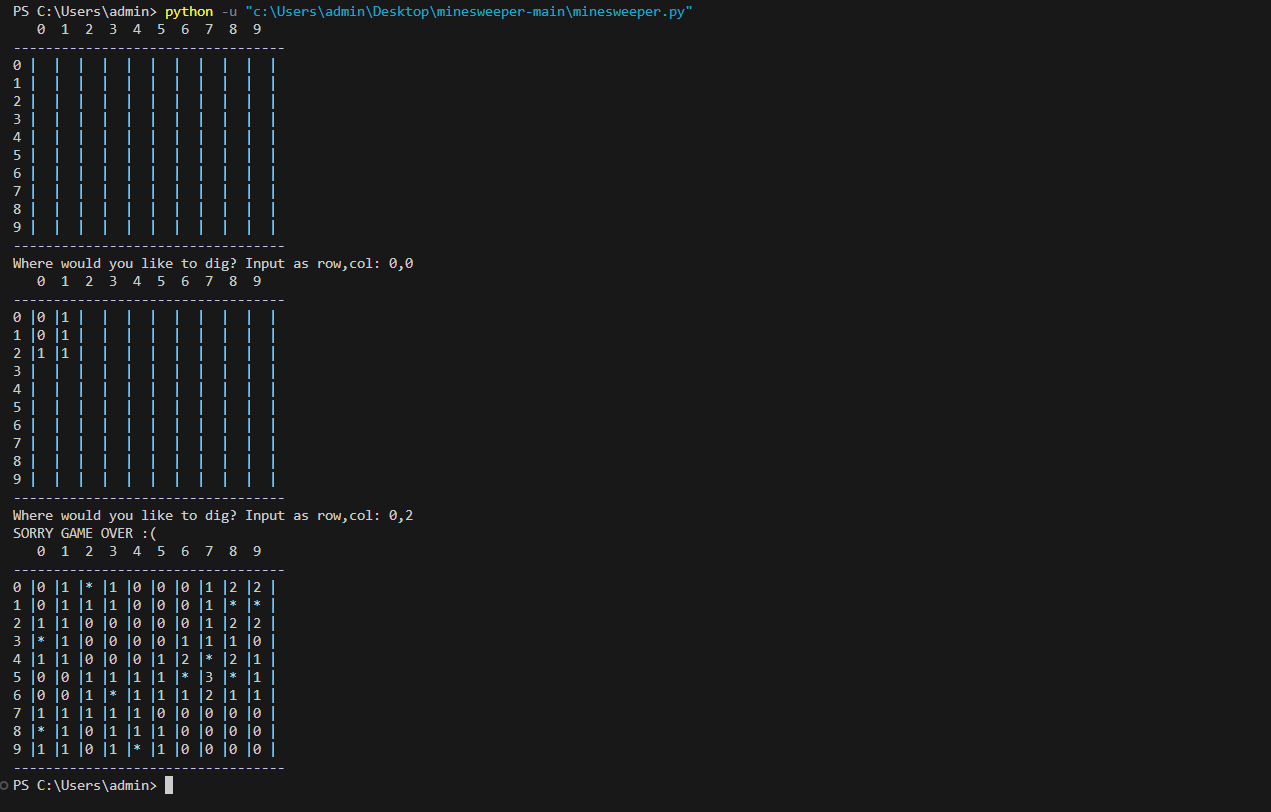 PS C:\Users\admin> python -u "c:\Users\admin\Desktop\minesweeper-main\minesweeper.py"
   0  1  2  3  4  5  6  7  8  9
----------------------------------
0 |  |  |  |  |  |  |  |  |  |  |
1 |  |  |  |  |  |  |  |  |  |  |
2 |  |  |  |  |  |  |  |  |  |  |
3 |  |  |  |  |  |  |  |  |  |  |
4 |  |  |  |  |  |  |  |  |  |  |
5 |  |  |  |  |  |  |  |  |  |  |
6 |  |  |  |  |  |  |  |  |  |  |
7 |  |  |  |  |  |  |  |  |  |  |
8 |  |  |  |  |  |  |  |  |  |  |
9 |  |  |  |  |  |  |  |  |  |  |
----------------------------------
Where would you like to dig? Input as row,col: 0,0
   0  1  2  3  4  5  6  7  8  9
----------------------------------
0 |0 |1 |  |  |  |  |  |  |  |  |
1 |0 |1 |  |  |  |  |  |  |  |  |
2 |1 |1 |  |  |  |  |  |  |  |  |
3 |  |  |  |  |  |  |  |  |  |  |
4 |  |  |  |  |  |  |  |  |  |  |
5 |  |  |  |  |  |  |  |  |  |  |
6 |  |  |  |  |  |  |  |  |  |  |
7 |  |  |  |  |  |  |  |  |  |  |
8 |  |  |  |  |  |  |  |  |  |  |
9 |  |  |  |  |  |  |  |  |  |  |
----------------------------------
Where would you like to dig? Input as row,col: 0,2
SORRY GAME OVER :(
   0  1  2  3  4  5  6  7  8  9
----------------------------------
0 |0 |1 |* |1 |0 |0 |0 |1 |2 |2 |
1 |0 |1 |1 |1 |0 |0 |0 |1 |* |* |
2 |1 |1 |0 |0 |0 |0 |0 |1 |2 |2 |
3 |* |1 |0 |0 |0 |0 |1 |1 |1 |0 |
4 |1 |1 |0 |0 |0 |1 |2 |* |2 |1 |
5 |0 |0 |1 |1 |1 |1 |* |3 |* |1 |
6 |0 |0 |1 |* |1 |1 |1 |2 |1 |1 |
7 |1 |1 |1 |1 |1 |0 |0 |0 |0 |0 |
8 |* |1 |0 |1 |1 |1 |0 |0 |0 |0 |
9 |1 |1 |0 |1 |* |1 |0 |0 |0 |0 |
----------------------------------
PS C:\Users\admin>